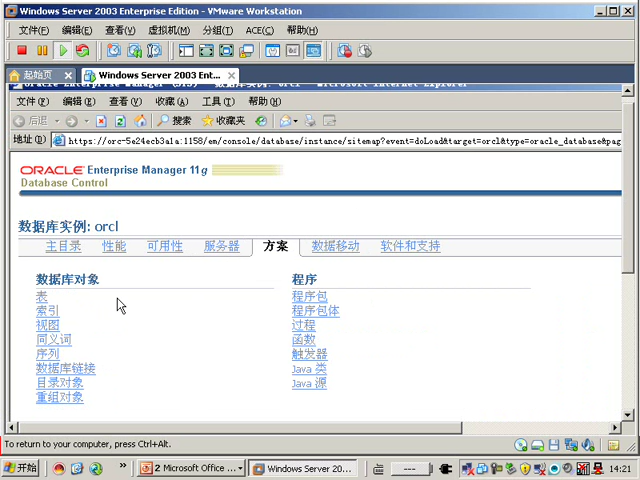 Windows Server 2003 Enterprise Edition - VMware Workstation
文件(F) 编辑(E) 查看(V) 虚拟机(M) 分组(T) ACE(C) 帮助(H)
起始页 Windows Server 2003 Ent...
文件(F) 编辑(E) 查看(V) 收藏(A) 工具(T) 帮助(H)
后退 搜索 收藏夹
地址(D) https://orc-5e24ecb3a1a:1158/em/console/database/instance/sitemap?event=doLoad&target=orcl&type=oracle_database&pag
ORACLE Enterprise Manager 11g
Database Control
数据库实例: orcl
主目录 性能 可用性 服务器 方案 数据移动 软件和支持
数据库对象 程序
表 程序包
索引 程序包体
视图 过程
同义词 函数
序列 触发器
数据库链接 Java 类
目录对象 Java 源
重组对象
To return to your computer, press Ctrl+Alt.
开始 2 Microsoft Office ... Windows Server 20... 14:21